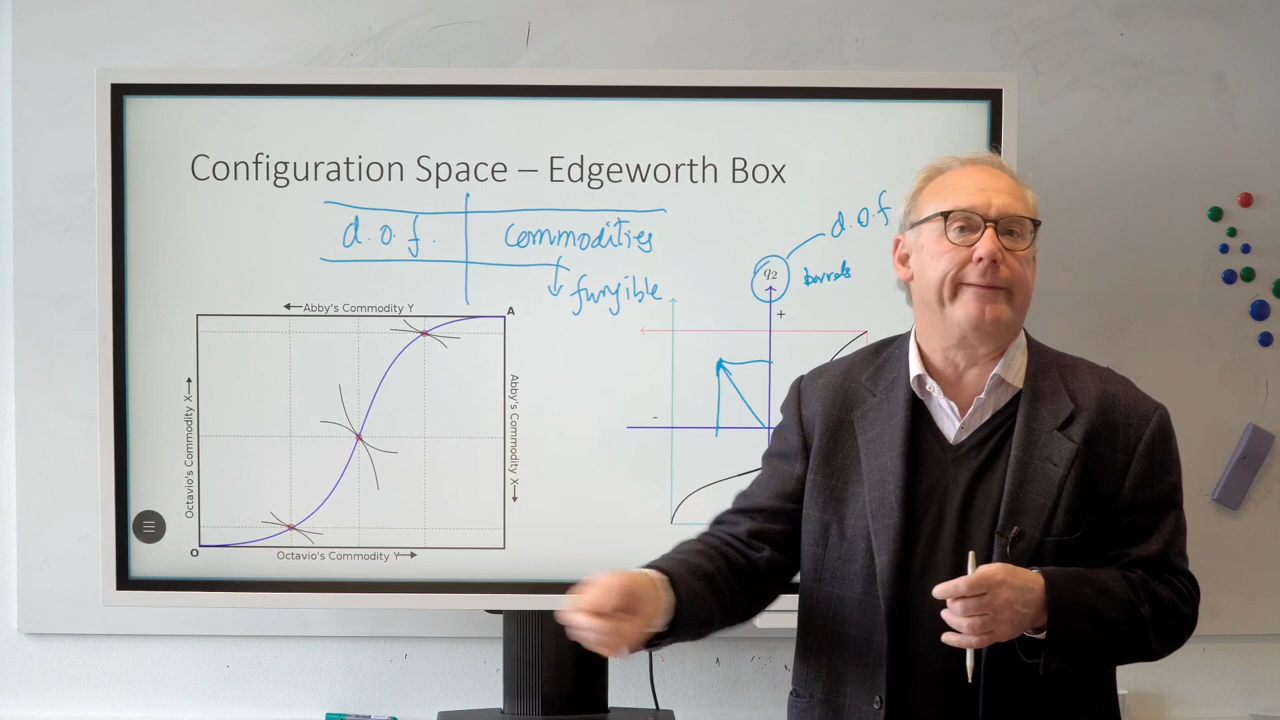 Configuration Space – Edgeworth Box
d.o.f. commodities
fungible
d.o.f
q2 barrels
+
-
←Abby's Commodity Y
A
Octavio's Commodity X→
Abby's Commodity X→
O
Octavio's Commodity Y→